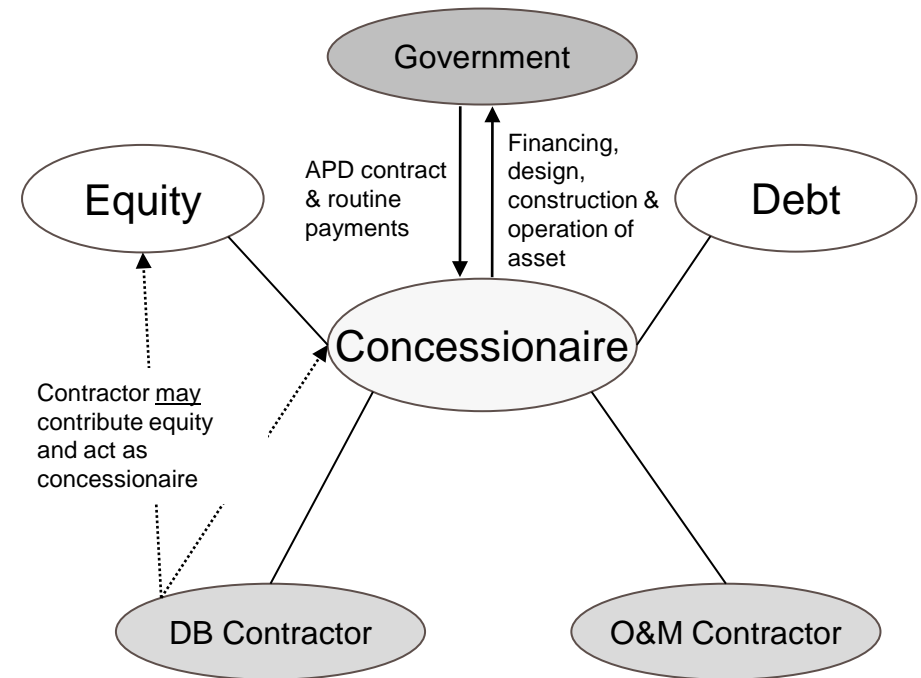 Government
APD contract
& routine
payments
Financing,
design,
construction &
operation of
asset
Equity
Debt
Concessionaire
Contractor may
contribute equity
and act as
concessionaire
DB Contractor
O&M Contractor